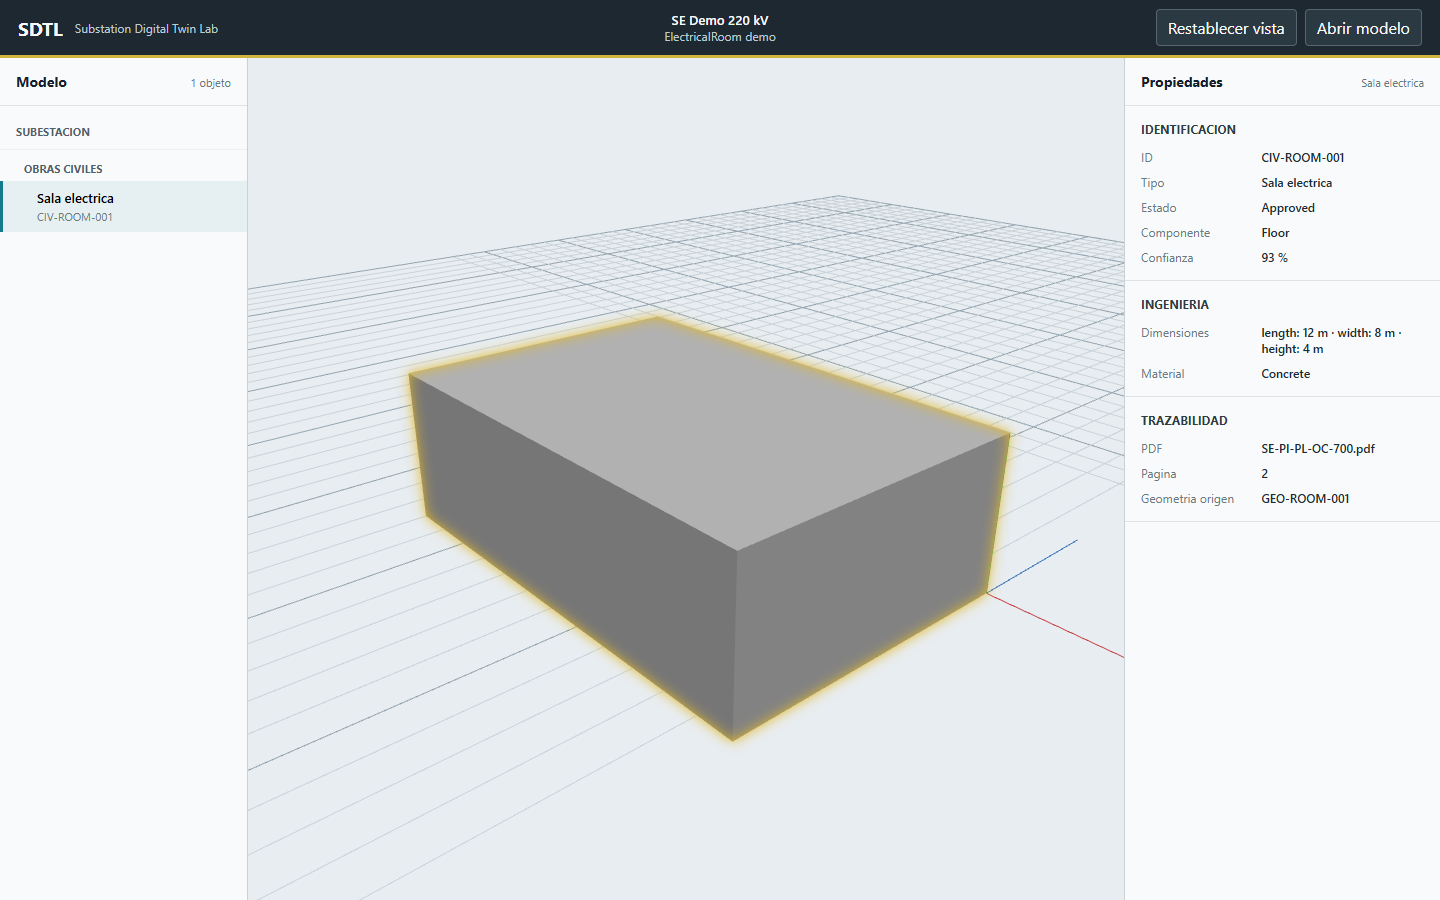 SDTL Substation Digital Twin Lab
SE Demo 220 kV
ElectricalRoom demo
Restablecer vista
Abrir modelo
Modelo
1 objeto
SUBESTACION
OBRAS CIVILES
Sala electrica
CIV-ROOM-001
Propiedades
Sala electrica
IDENTIFICACION
ID CIV-ROOM-001
Tipo Sala electrica
Estado Approved
Componente Floor
Confianza 93 %
INGENIERIA
Dimensiones length: 12 m · width: 8 m ·
height: 4 m
Material Concrete
TRAZABILIDAD
PDF SE-PI-PL-OC-700.pdf
Pagina 2
Geometria origen GEO-ROOM-001